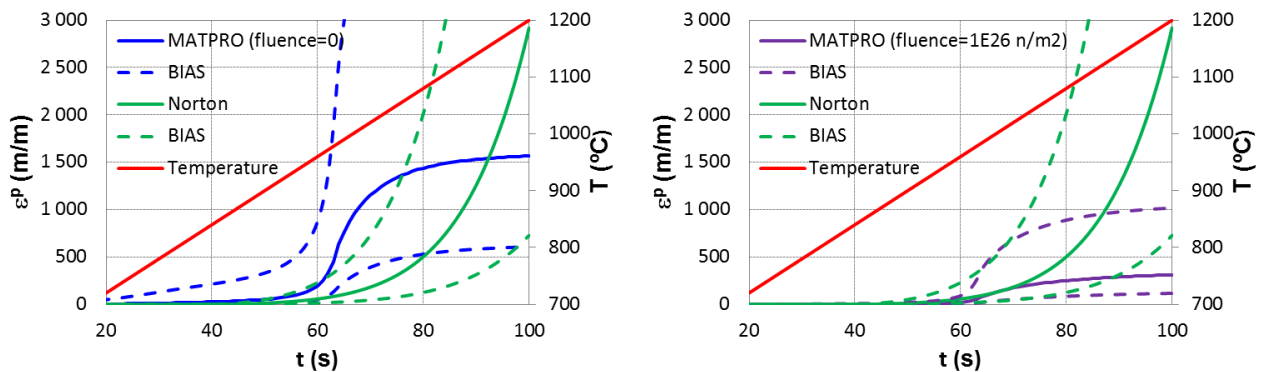 εᵖ (m/m)
3 000
2 500
2 000
1 500
1 000
500
0
MATPRO (fluence=0)
BIAS
Norton
BIAS
Temperature
1200
1100
1000
900
800
700
T (ºC)
20 40 60 80 100
t (s)
εᵖ (m/m)
3 000
2 500
2 000
1 500
1 000
500
0
MATPRO (fluence=1E26 n/m2)
BIAS
Norton
BIAS
Temperature
1200
1100
1000
900
800
700
T (ºC)
20 40 60 80 100
t (s)